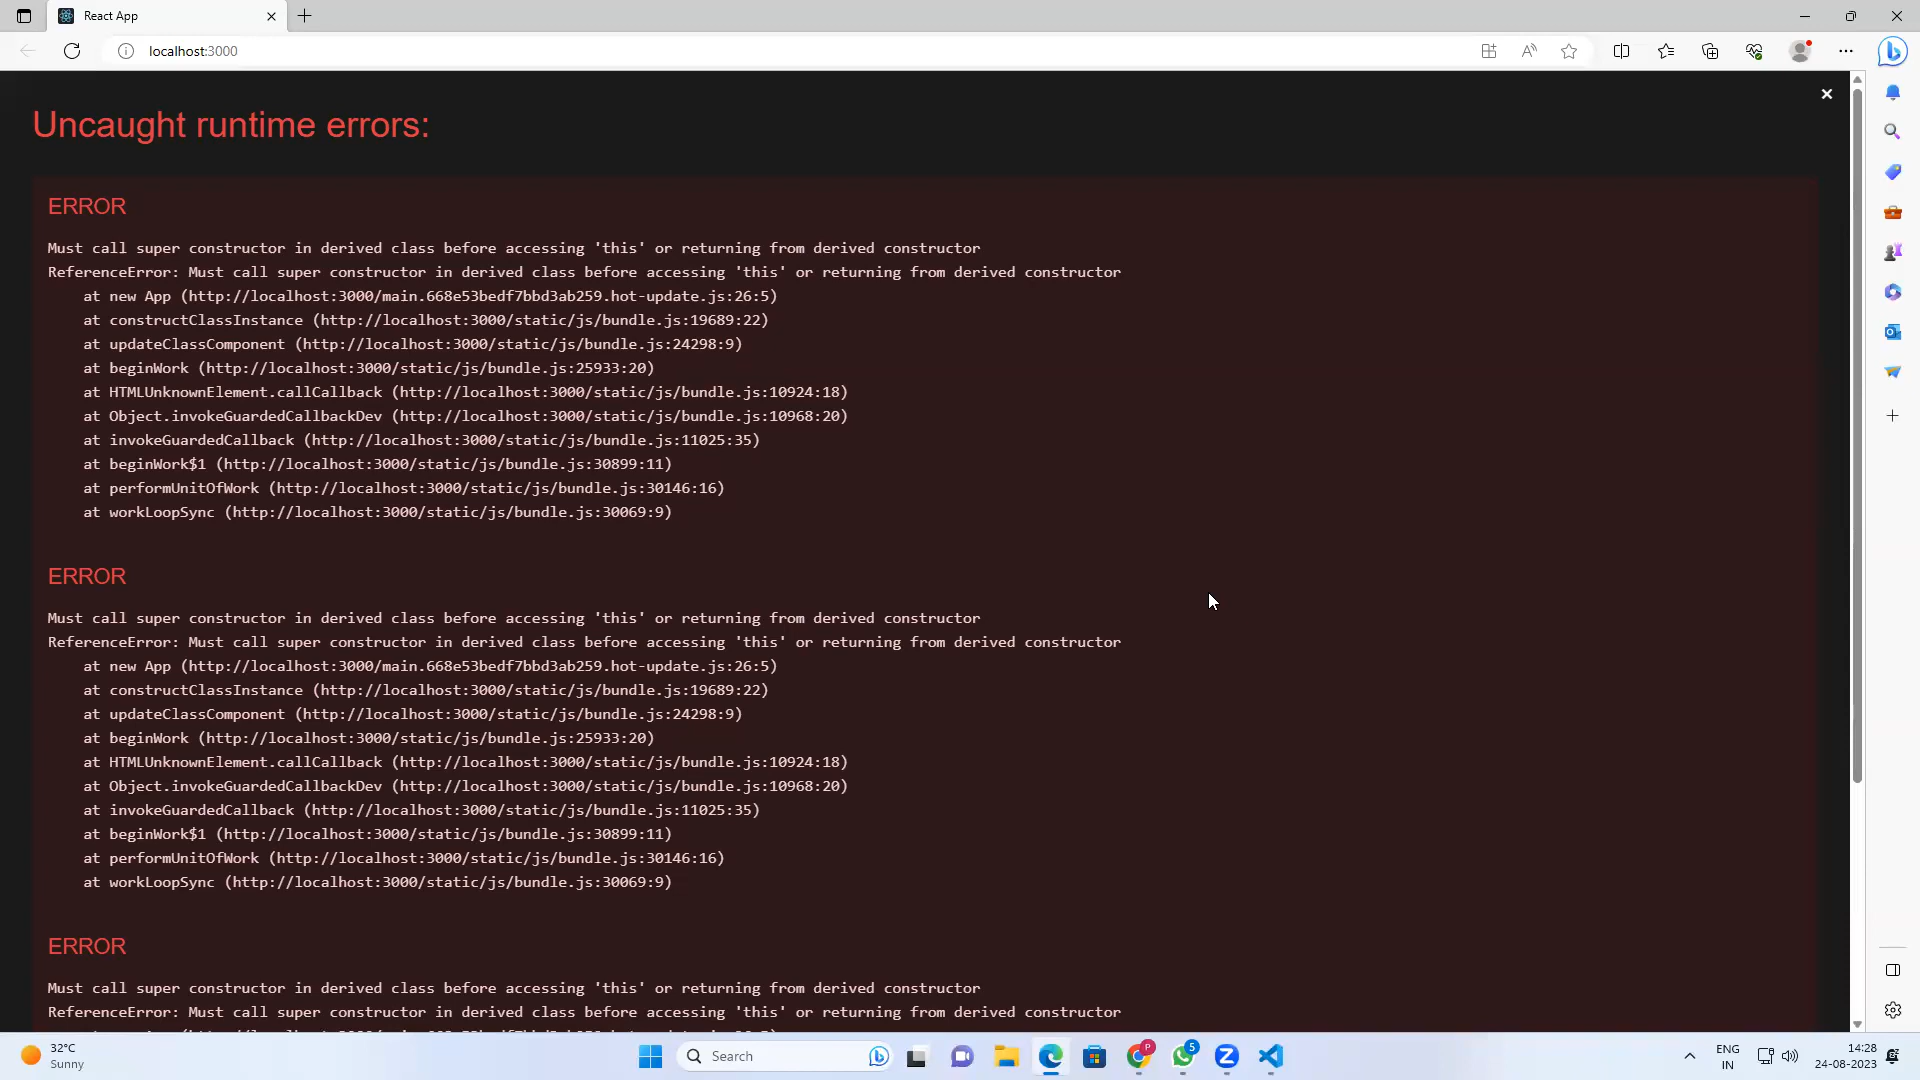 React App
localhost:3000
Uncaught runtime errors:
ERROR
Must call super constructor in derived class before accessing 'this' or returning from derived constructor
ReferenceError: Must call super constructor in derived class before accessing 'this' or returning from derived constructor
at new App (http://localhost:3000/main.668e53bedf7bbd3ab259.hot-update.js:26:5)
at constructClassInstance (http://localhost:3000/static/js/bundle.js:19689:22)
at updateClassComponent (http://localhost:3000/static/js/bundle.js:24298:9)
at beginWork (http://localhost:3000/static/js/bundle.js:25933:20)
at HTMLUnknownElement.callCallback (http://localhost:3000/static/js/bundle.js:10924:18)
at Object.invokeGuardedCallbackDev (http://localhost:3000/static/js/bundle.js:10968:20)
at invokeGuardedCallback (http://localhost:3000/static/js/bundle.js:11025:35)
at beginWork$1 (http://localhost:3000/static/js/bundle.js:30899:11)
at performUnitOfWork (http://localhost:3000/static/js/bundle.js:30146:16)
at workLoopSync (http://localhost:3000/static/js/bundle.js:30069:9)
ERROR
Must call super constructor in derived class before accessing 'this' or returning from derived constructor
ReferenceError: Must call super constructor in derived class before accessing 'this' or returning from derived constructor
at new App (http://localhost:3000/main.668e53bedf7bbd3ab259.hot-update.js:26:5)
at constructClassInstance (http://localhost:3000/static/js/bundle.js:19689:22)
at updateClassComponent (http://localhost:3000/static/js/bundle.js:24298:9)
at beginWork (http://localhost:3000/static/js/bundle.js:25933:20)
at HTMLUnknownElement.callCallback (http://localhost:3000/static/js/bundle.js:10924:18)
at Object.invokeGuardedCallbackDev (http://localhost:3000/static/js/bundle.js:10968:20)
at invokeGuardedCallback (http://localhost:3000/static/js/bundle.js:11025:35)
at beginWork$1 (http://localhost:3000/static/js/bundle.js:30899:11)
at performUnitOfWork (http://localhost:3000/static/js/bundle.js:30146:16)
at workLoopSync (http://localhost:3000/static/js/bundle.js:30069:9)
ERROR
Must call super constructor in derived class before accessing 'this' or returning from derived constructor
ReferenceError: Must call super constructor in derived class before accessing 'this' or returning from derived constructor
32°C
Sunny
Search
P
5
ENG
IN
14:28
24-08-2023